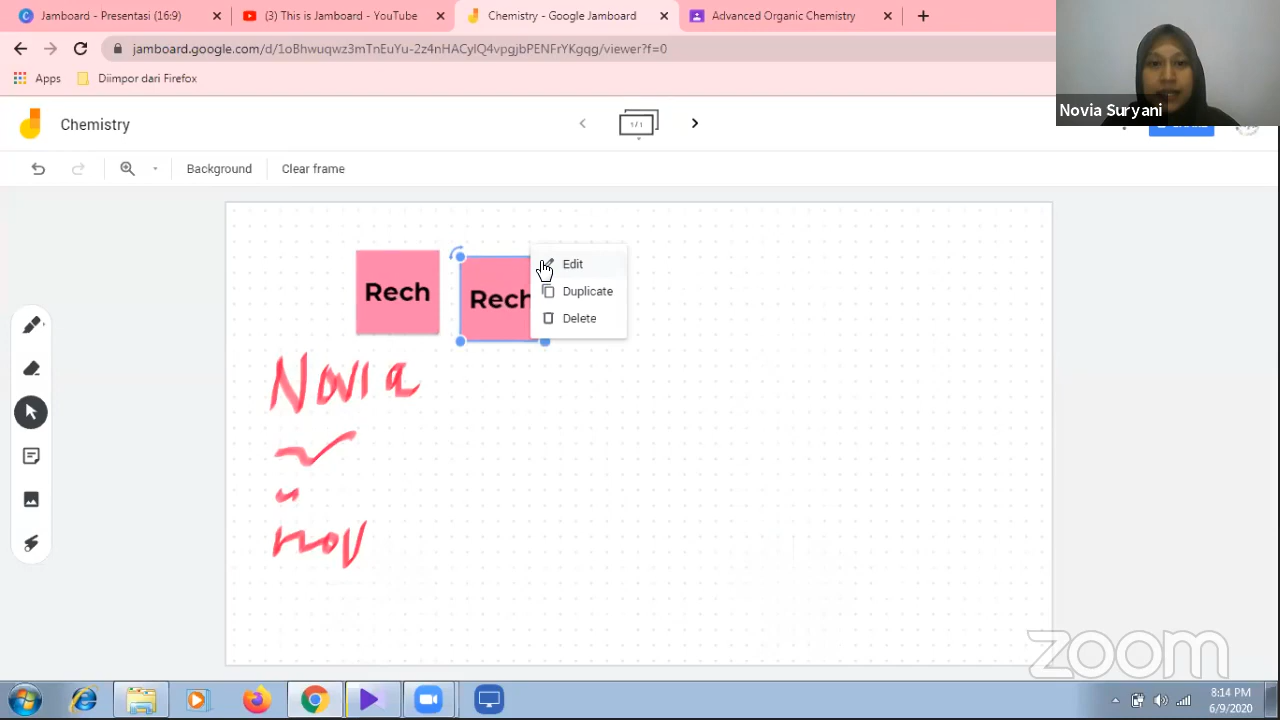 Jamboard - Presentasi (16:9)
(3) This is Jamboard - YouTube
Chemistry - Google Jamboard
Advanced Organic Chemistry
jamboard.google.com/d/1oBhwuqwz3mTnEuYu-2z4nHACylQ4vpgjbPENFrYKgqg/viewer?f=0
Apps
Diimpor dari Firefox
Novia Suryani
Chemistry
1/1
Background
Clear frame
Rech
Rech
Edit
Duplicate
Delete
Novia
nov
zoom
8:14 PM
6/9/2020